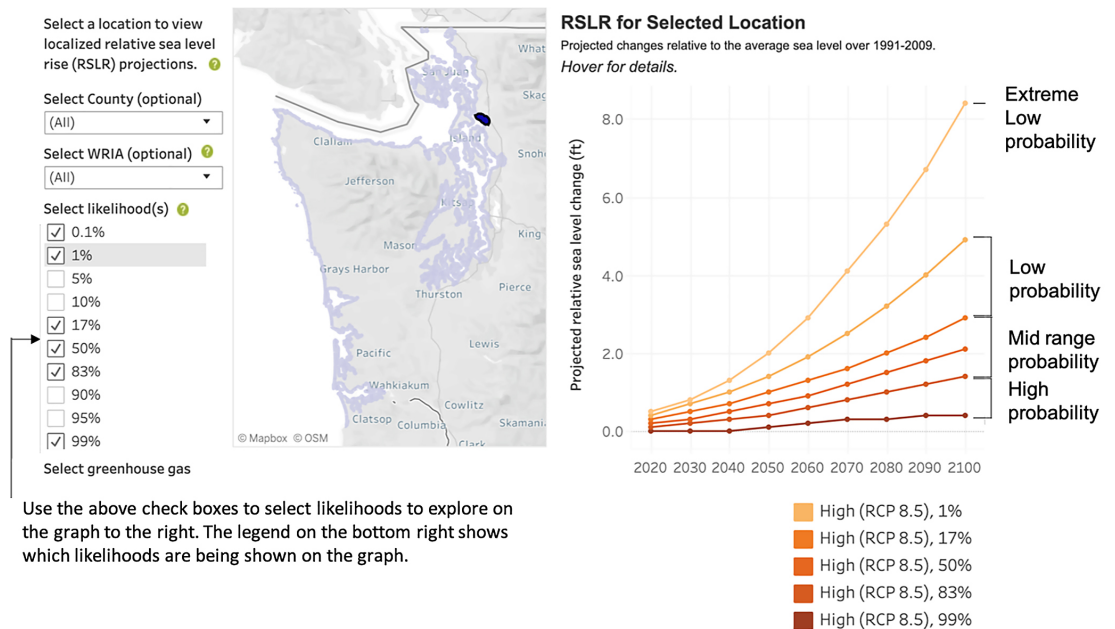 Select a location to view
localized relative sea level
rise (RSLR) projections. ?
Select County (optional)
(All)
Select WRIA (optional) ?
(All)
Select likelihood(s) ?
0.1%
1%
5%
10%
17%
50%
83%
90%
95%
99%
Select greenhouse gas
What
San Juan
Skag
Island
Clallam
Snoh
Jefferson
Kitsap
King
Mason
Grays Harbor
Pierce
Thurston
Lewis
Pacific
Wahkiakum
Cowlitz
Clatsop
Columbia
Skamani
Clark
© Mapbox © OSM
RSLR for Selected Location
Projected changes relative to the average sea level over 1991-2009.
Hover for details.
Projected relative sea level change (ft)
8.0
6.0
4.0
2.0
0.0
2020 2030 2040 2050 2060 2070 2080 2090 2100
Extreme
Low
probability
Low
probability
Mid range
probability
High
probability
High (RCP 8.5), 1%
High (RCP 8.5), 17%
High (RCP 8.5), 50%
High (RCP 8.5), 83%
High (RCP 8.5), 99%
Use the above check boxes to select likelihoods to explore on
the graph to the right. The legend on the bottom right shows
which likelihoods are being shown on the graph.